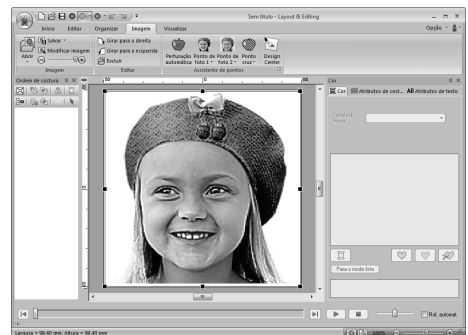 Sem título - Layout & Editing
Início Editar Organizar Imagem Visualizar Opção
Abrir
Salvar
Modificar imagem
Imagem
Girar para a direita
Girar para a esquerda
Excluir
Editar
Perfuração automática
Ponto de foto 1
Ponto de foto 2
Ponto cruz
Design Center
Assistente de pontos
Ordem de costura
Cor
Cor Atributos de cost... AB Atributos de texto
Para o modo lista
Rol. automát.
Largura = 98.40 mm, Altura = 98.40 mm
168%